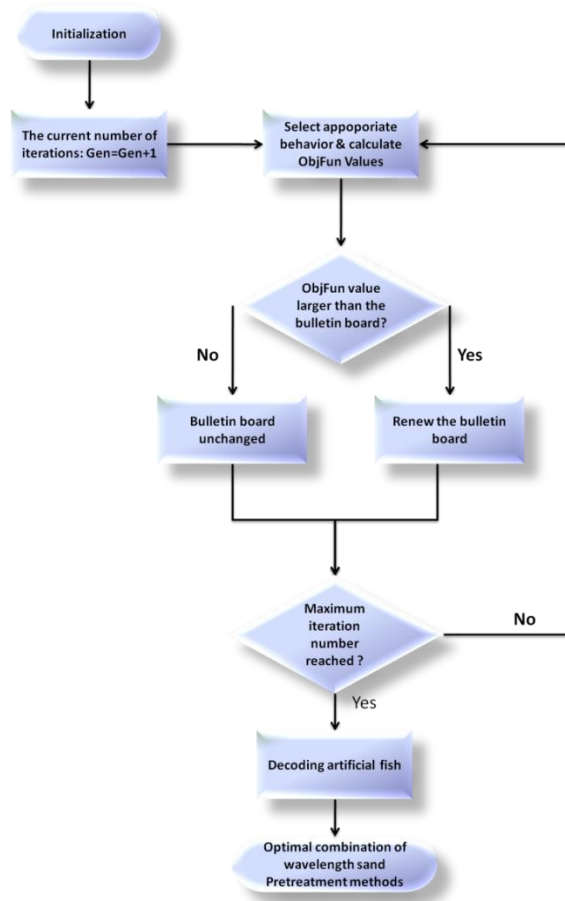 Initialization
The current number of
iterations: Gen=Gen+1
Select appoporiate
behavior & calculate
ObjFun Values
ObjFun value
larger than the
bulletin board?
No
Yes
Bulletin board
unchanged
Renew the bulletin
board
Maximum
iteration
number
reached ?
No
Yes
Decoding artificial fish
Optimal combination of
wavelength sand
Pretreatment methods